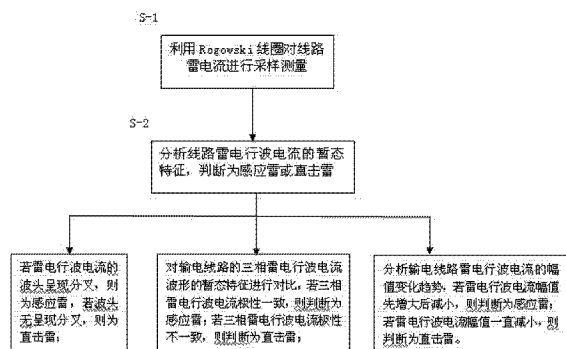 S-1
利用Rogowski线圈对线路
雷电流进行采样测量
S-2
分析线路雷电行波电流的暂态
特征，判断为感应雷或直击雷
若雷电行波电流的
波头呈现分叉，则
为感应雷，若波头
无呈现分叉，则为
直击雷；
对输电线路的三相雷电行波电流
波形的暂态特征进行对比，若三相
雷电行波电流极性一致，则判断为
感应雷；若三相雷电行波电流极性
不一致，则判断为直击雷；
分析输电线路雷电行波电流的幅
值变化趋势，若雷电行波电流幅值
先增大后减小，则判断为感应雷；
若雷电行波电流幅值一直减小，则
判断为直击雷。